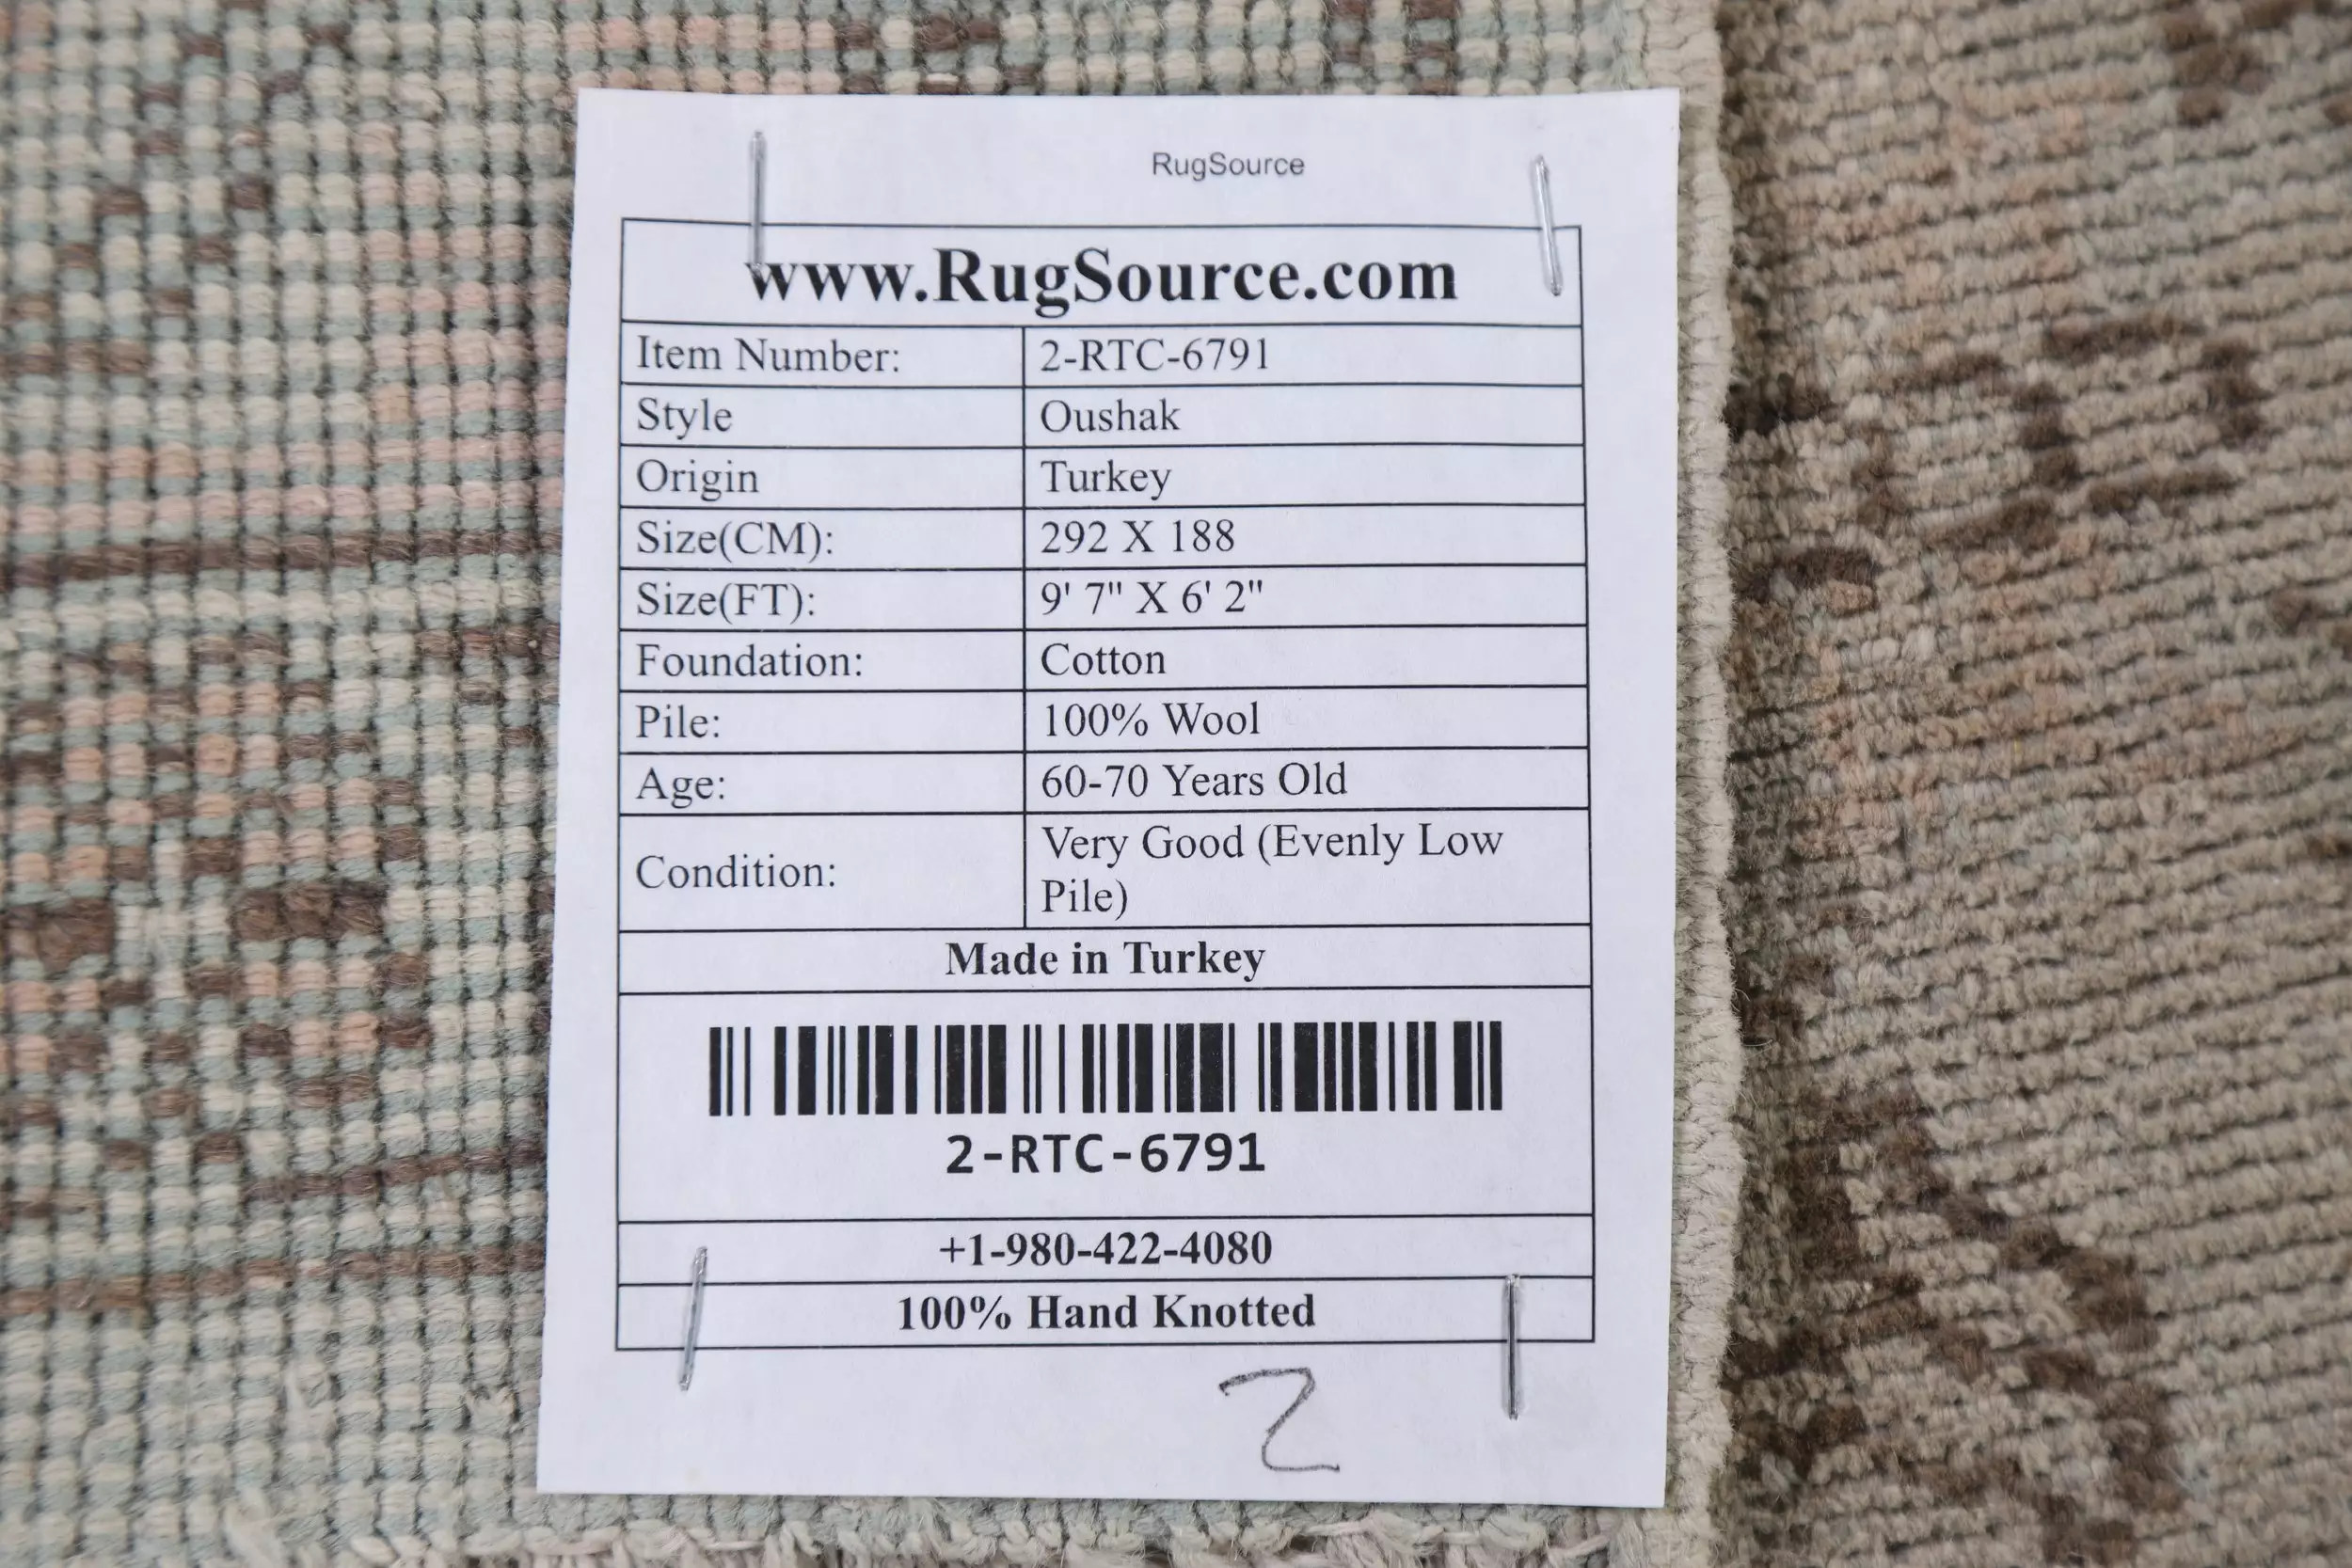 RugSource
www.RugSource.com
Item Number: 2-RTC-6791
Style Oushak
Origin Turkey
Size(CM): 292 X 188
Size(FT): 9' 7" X 6' 2"
Foundation: Cotton
Pile: 100% Wool
Age: 60-70 Years Old
Condition: Very Good (Evenly Low
Pile)
Made in Turkey
2-RTC-6791
+1-980-422-4080
100% Hand Knotted
2